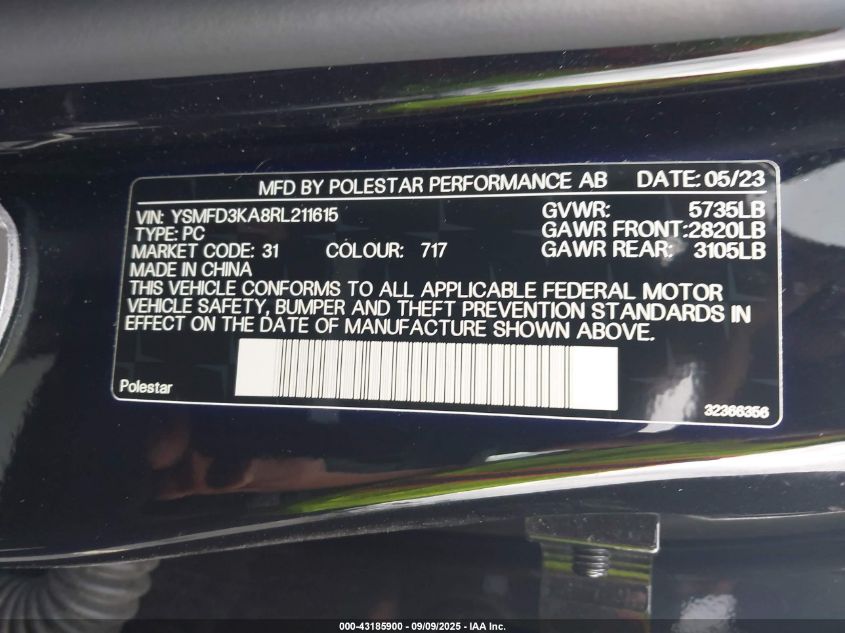 MFD BY POLESTAR PERFORMANCE AB DATE: 05/23
VIN: YSMFD3KA8RL211615 GVWR: 5735LB
TYPE: PC GAWR FRONT:2820LB
MARKET CODE: 31 COLOUR: 717 GAWR REAR: 3105LB
MADE IN CHINA
THIS VEHICLE CONFORMS TO ALL APPLICABLE FEDERAL MOTOR
VEHICLE SAFETY, BUMPER AND THEFT PREVENTION STANDARDS IN
EFFECT ON THE DATE OF MANUFACTURE SHOWN ABOVE.
Polestar 32366356
000-43185900 - 09/09/2025 - IAA Inc.